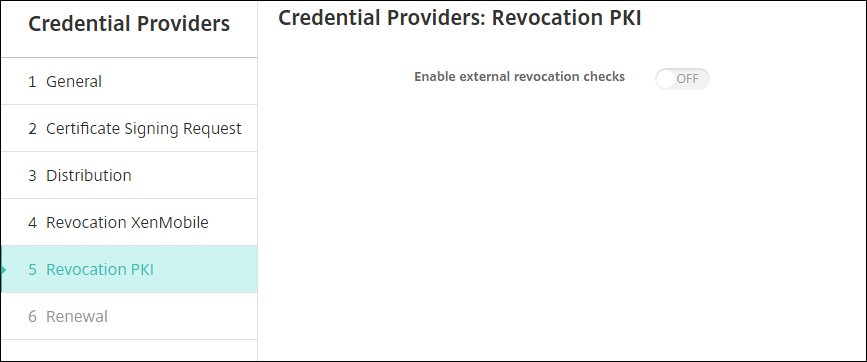 Credential Providers
1 General
2 Certificate Signing Request
3 Distribution
4 Revocation XenMobile
5 Revocation PKI
6 Renewal
Credential Providers: Revocation PKI
Enable external revocation checks OFF